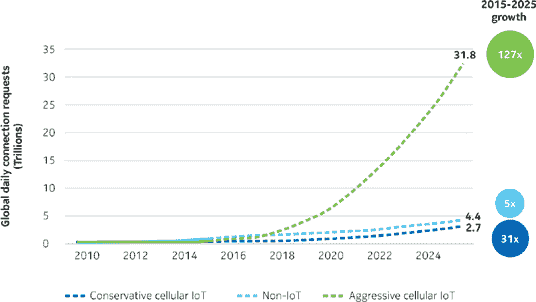 2015-2025
growth
127x
31.8
35
30
25
20
15
10
5
0
Global daily connection requests
(Trillions)
5x
4.4
2.7
31x
2010 2012 2014 2016 2018 2020 2022 2024
Conservative cellular IoT Non-IoT Aggressive cellular IoT